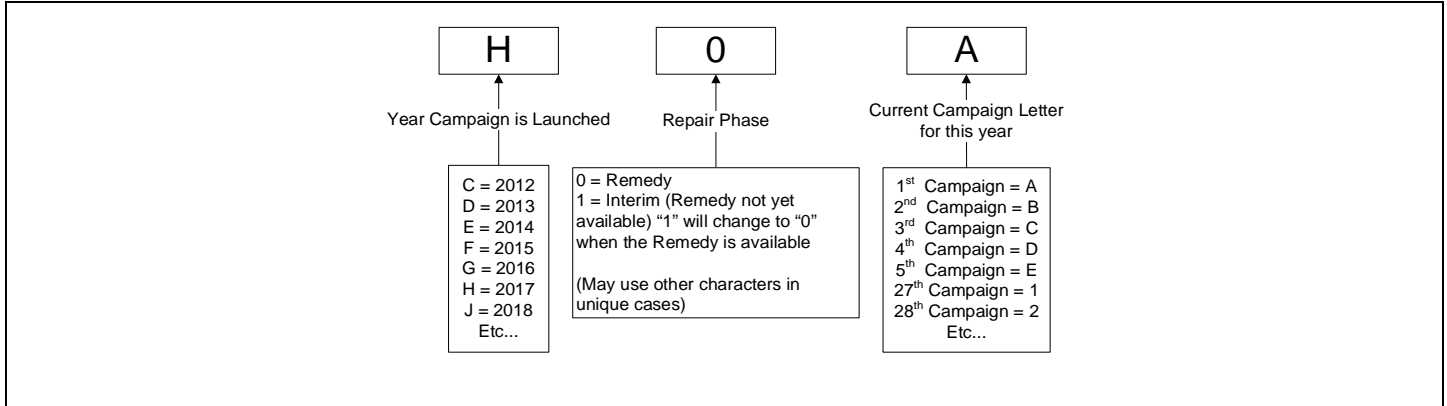 H
0
A
Year Campaign is Launched
Repair Phase
Current Campaign Letter
for this year
C = 2012
D = 2013
E = 2014
F = 2015
G = 2016
H = 2017
J = 2018
Etc...
0 = Remedy
1 = Interim (Remedy not yet
available) “1” will change to “0”
when the Remedy is available
(May use other characters in
unique cases)
1st Campaign = A
2nd Campaign = B
3rd Campaign = C
4th Campaign = D
5th Campaign = E
27th Campaign = 1
28th Campaign = 2
Etc...